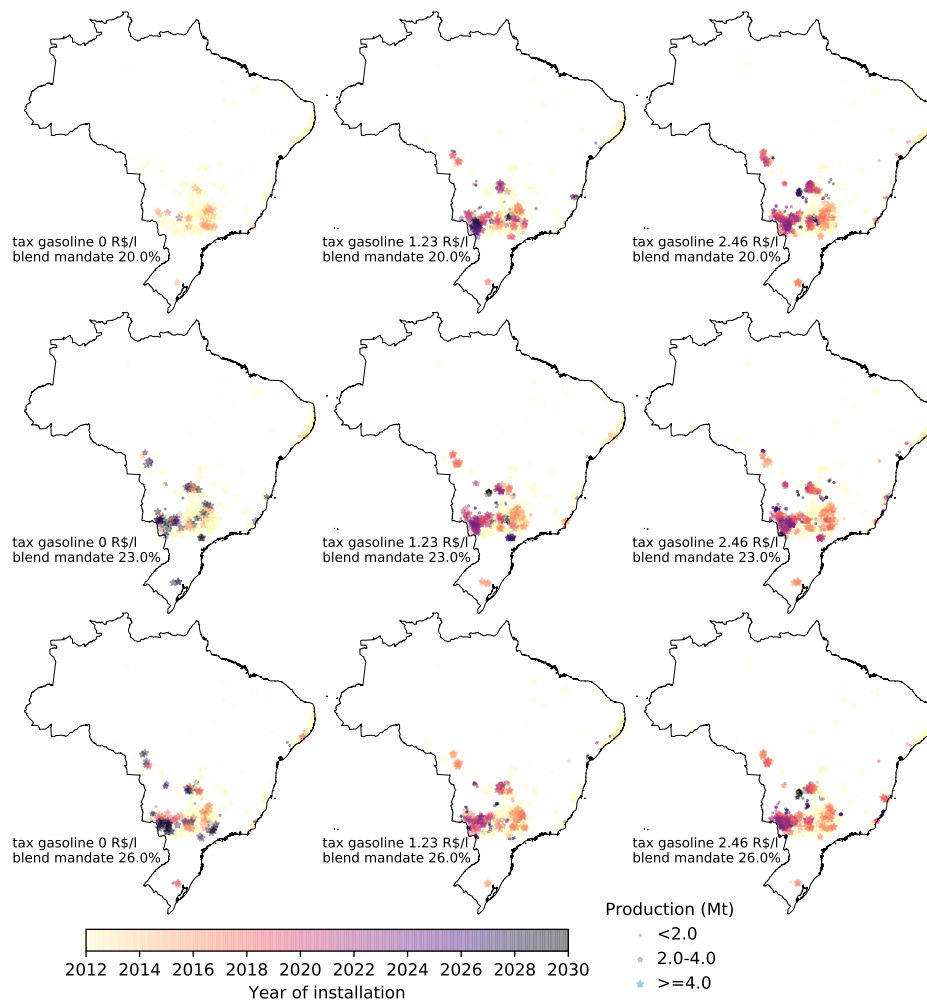 tax gasoline 0 R$/l
blend mandate 20.0%
tax gasoline 1.23 R$/l
blend mandate 20.0%
tax gasoline 2.46 R$/l
blend mandate 20.0%
tax gasoline 0 R$/l
blend mandate 23.0%
tax gasoline 1.23 R$/l
blend mandate 23.0%
tax gasoline 2.46 R$/l
blend mandate 23.0%
tax gasoline 0 R$/l
blend mandate 26.0%
tax gasoline 1.23 R$/l
blend mandate 26.0%
tax gasoline 2.46 R$/l
blend mandate 26.0%
2012 2014 2016 2018 2020 2022 2024 2026 2028 2030
Year of installation
Production (Mt)
<2.0
2.0-4.0
>=4.0